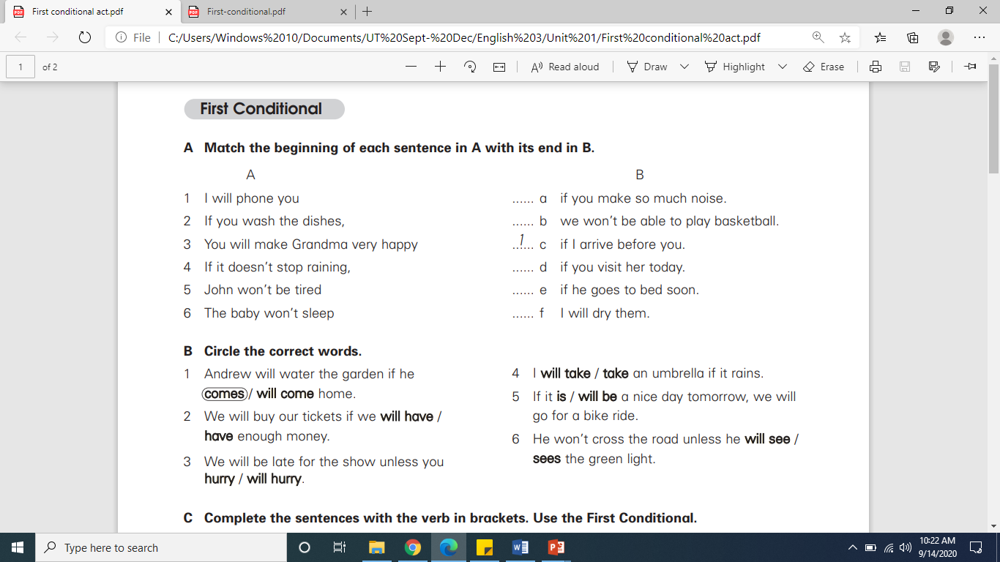 First conditional act.pdf
First-conditional.pdf
File C:/Users/Windows%2010/Documents/UT%20Sept-%20Dec/English%203/Unit%201/First%20conditional%20act.pdf
1 of 2 Read aloud Draw Highlight Erase
First Conditional
A Match the beginning of each sentence in A with its end in B.
A B
1 I will phone you
2 If you wash the dishes,
3 You will make Grandma very happy
4 If it doesn't stop raining,
5 John won't be tired
6 The baby won't sleep
...... a if you make so much noise.
...... b we won't be able to play basketball.
...1... c if I arrive before you.
...... d if you visit her today.
...... e if he goes to bed soon.
...... f I will dry them.
B Circle the correct words.
1 Andrew will water the garden if he
comes / will come home.
2 We will buy our tickets if we will have /
have enough money.
3 We will be late for the show unless you
hurry / will hurry.
4 I will take / take an umbrella if it rains.
5 If it is / will be a nice day tomorrow, we will
go for a bike ride.
6 He won't cross the road unless he will see /
sees the green light.
C Complete the sentences with the verb in brackets. Use the First Conditional.
Type here to search
10:22 AM
9/14/2020